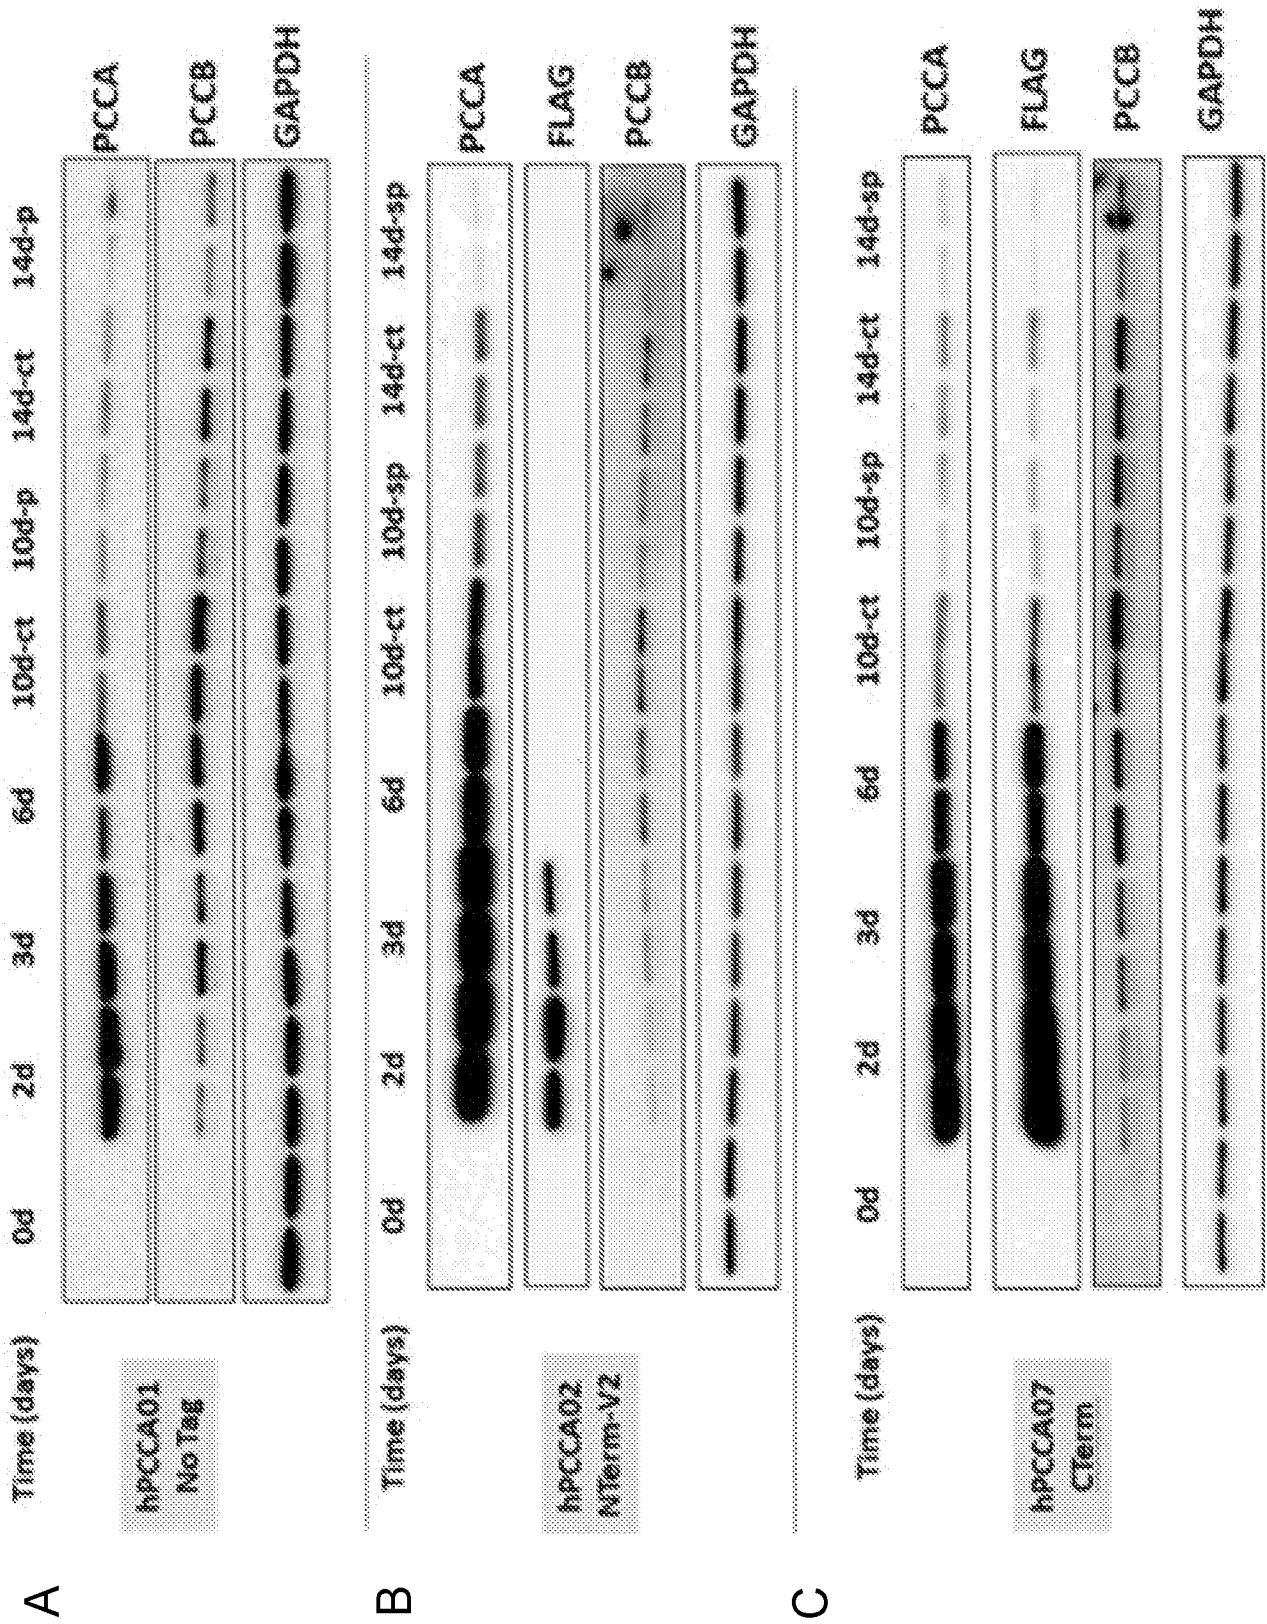 A
Time (days) 0d 2d 3d 6d 10d-ct 10d-p 14d-ct 14d-p
hPCCA01
No Tag
PCCA
PCCB
GAPDH
B
Time (days) 0d 2d 3d 6d 10d-ct 10d-sp 14d-ct 14d-sp
hPCCA02
NTerm-V2
PCCA
FLAG
PCCB
GAPDH
C
Time (days) 0d 2d 3d 6d 10d-ct 10d-sp 14d-ct 14d-sp
hPCCA07
CTerm
PCCA
FLAG
PCCB
GAPDH